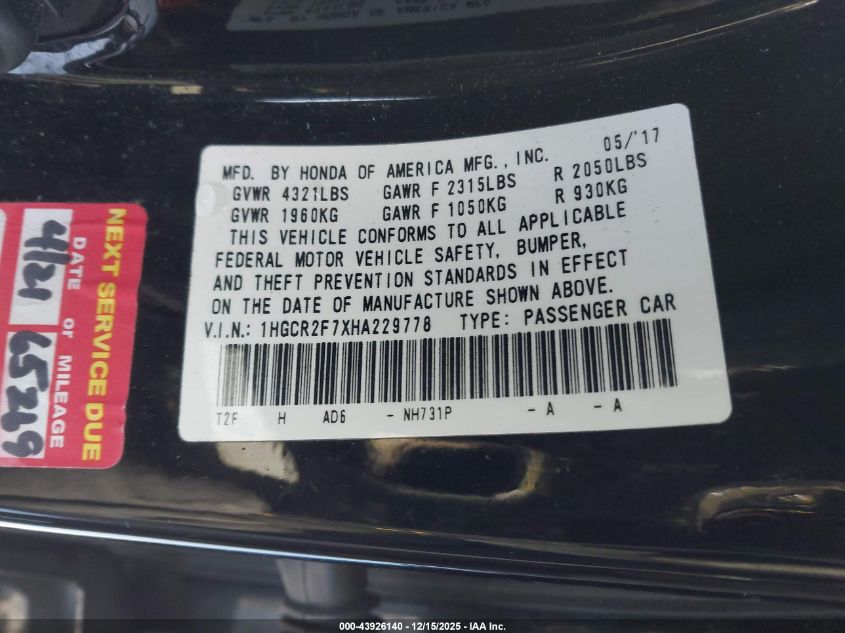 MFD. BY HONDA OF AMERICA MFG., INC. 05/'17
GVWR 4321LBS GAWR F 2315LBS R 2050LBS
GVWR 1960KG GAWR F 1050KG R 930KG
THIS VEHICLE CONFORMS TO ALL APPLICABLE
FEDERAL MOTOR VEHICLE SAFETY, BUMPER,
AND THEFT PREVENTION STANDARDS IN EFFECT
ON THE DATE OF MANUFACTURE SHOWN ABOVE.
V.I.N.: 1HGCR2F7XHA229778 TYPE: PASSENGER CAR
T2F H AD6 - NH731P - A - A
NEXT SERVICE DUE
DATE or MILEAGE
4/21 65269
000-43926140 - 12/15/2025 - IAA Inc.